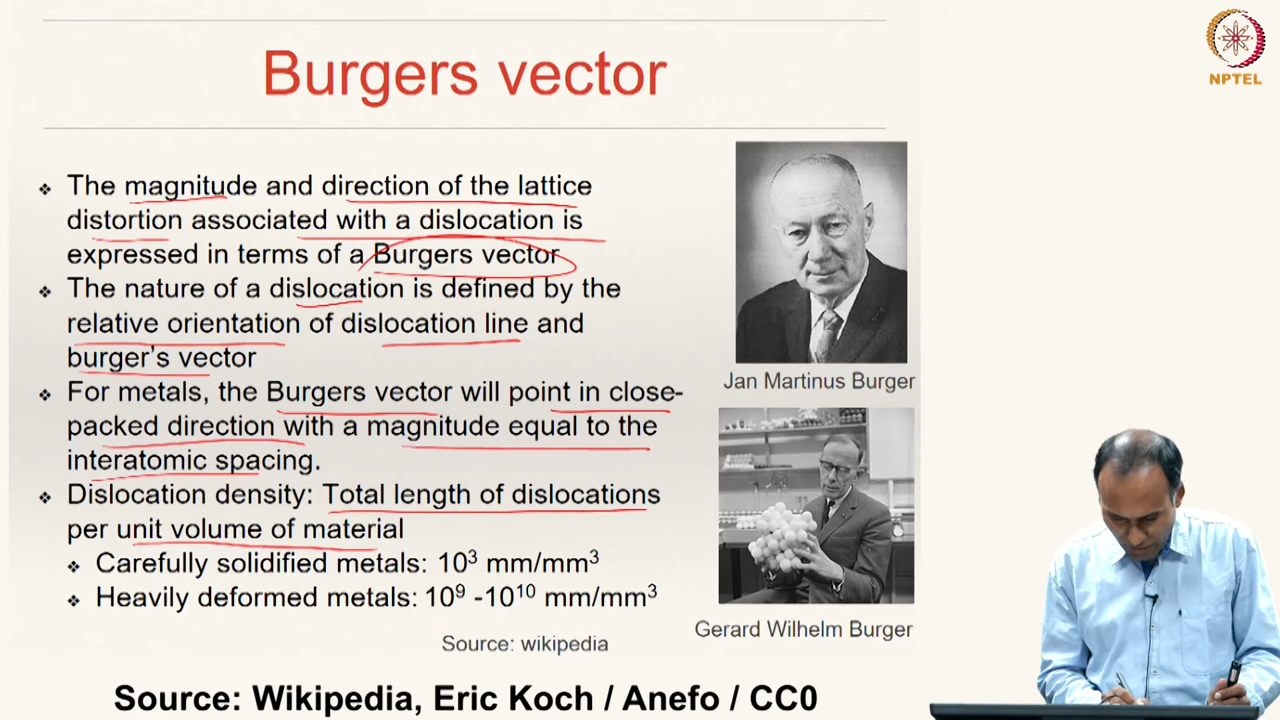 Burgers vector
NPTEL
❖ The magnitude and direction of the lattice
distortion associated with a dislocation is
expressed in terms of a Burgers vector
❖ The nature of a dislocation is defined by the
relative orientation of dislocation line and
burger's vector
❖ For metals, the Burgers vector will point in close-
packed direction with a magnitude equal to the
interatomic spacing.
❖ Dislocation density: Total length of dislocations
per unit volume of material
❖ Carefully solidified metals: 10³ mm/mm³
❖ Heavily deformed metals: 10⁹ -10¹⁰ mm/mm³
Jan Martinus Burger
Gerard Wilhelm Burger
Source: wikipedia
Source: Wikipedia, Eric Koch / Anefo / CC0